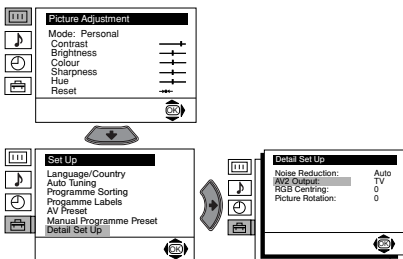 Picture Adjustment
Mode: Personal
Contrast
Brightness
Colour
Sharpness
Hue
Reset
OK
Set Up
Language/Country
Auto Tuning
Programme Sorting
Progamme Labels
AV Preset
Manual Programme Preset
Detail Set Up
OK
Detail Set Up
Noise Reduction: Auto
AV2 Output: TV
RGB Centring: 0
Picture Rotation: 0
OK